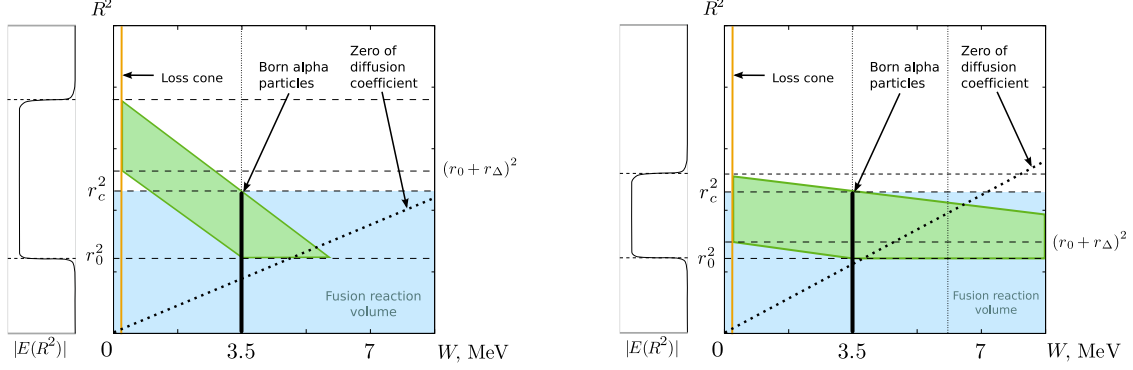 R²
Loss cone
Born alpha
particles
Zero of
diffusion
coefficient
(r₀ + r_Δ)²
r_c²
r₀²
Fusion reaction
volume
|E(R²)|
0
3.5
7
W, MeV
R²
Loss cone
Born alpha
particles
Zero of
diffusion
coefficient
r_c²
(r₀ + r_Δ)²
r₀²
Fusion reaction
volume
|E(R²)|
0
3.5
7
W, MeV